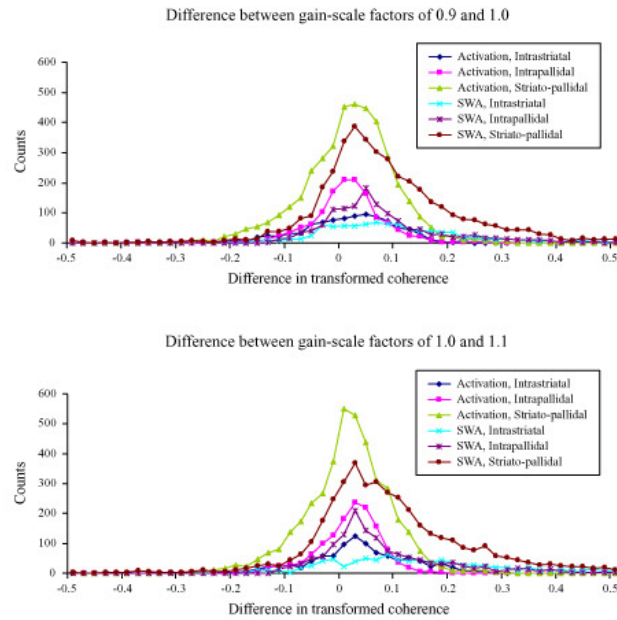 Difference between gain-scale factors of 0.9 and 1.0
Activation, Intrastriatal
Activation, Intrapallidal
Activation, Striato-pallidal
SWA, Intrastriatal
SWA, Intrapallidal
SWA, Striato-pallidal
600
500
400
300
200
100
0
Counts
-0.5 -0.4 -0.3 -0.2 -0.1 0 0.1 0.2 0.3 0.4 0.5
Difference in transformed coherence
Difference between gain-scale factors of 1.0 and 1.1
Activation, Intrastriatal
Activation, Intrapallidal
Activation, Striato-pallidal
SWA, Intrastriatal
SWA, Intrapallidal
SWA, Striato-pallidal
600
500
400
300
200
100
0
Counts
-0.5 -0.4 -0.3 -0.2 -0.1 0 0.1 0.2 0.3 0.4 0.5
Difference in transformed coherence